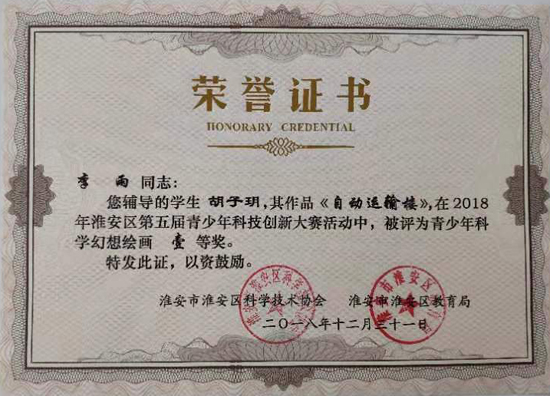 荣誉证书
HONORARY CREDENTIAL
李 雨 同志：
您辅导的学生 胡子玥，其作品《自动运输楼》，在2018
年淮安区第五届青少年科技创新大赛活动中，被评为青少年科
学幻想绘画 壹 等奖。
特发此证，以资鼓励。
淮安市淮安区科学技术协会 淮安市淮安区教育局
二〇一八年十二月三十一日